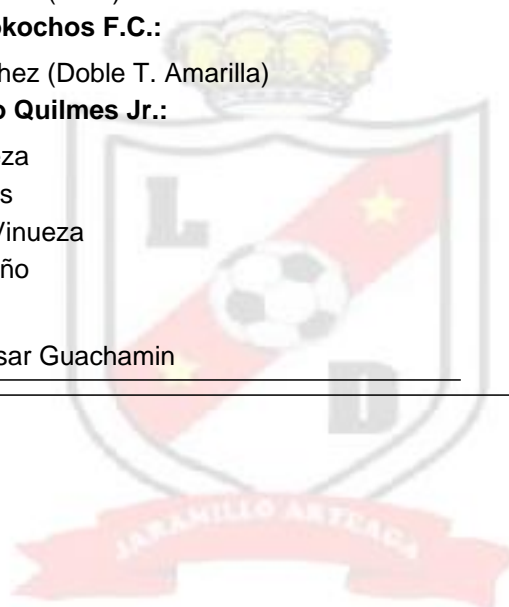 okochos F.C.:
hez (Doble T. Amarilla)
o Quilmes Jr.:
za
s
Vinueza
ño
sar Guachamin
L
D
JARAMILLO ARTEAGA